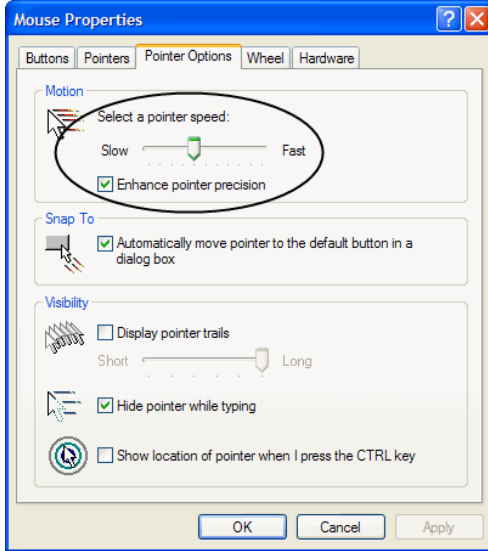 Mouse Properties
Buttons Pointers Pointer Options Wheel Hardware
Motion
Select a pointer speed:
Slow Fast
Enhance pointer precision
Snap To
Automatically move pointer to the default button in a
dialog box
Visibility
Display pointer trails
Short Long
Hide pointer while typing
Show location of pointer when I press the CTRL key
OK Cancel Apply